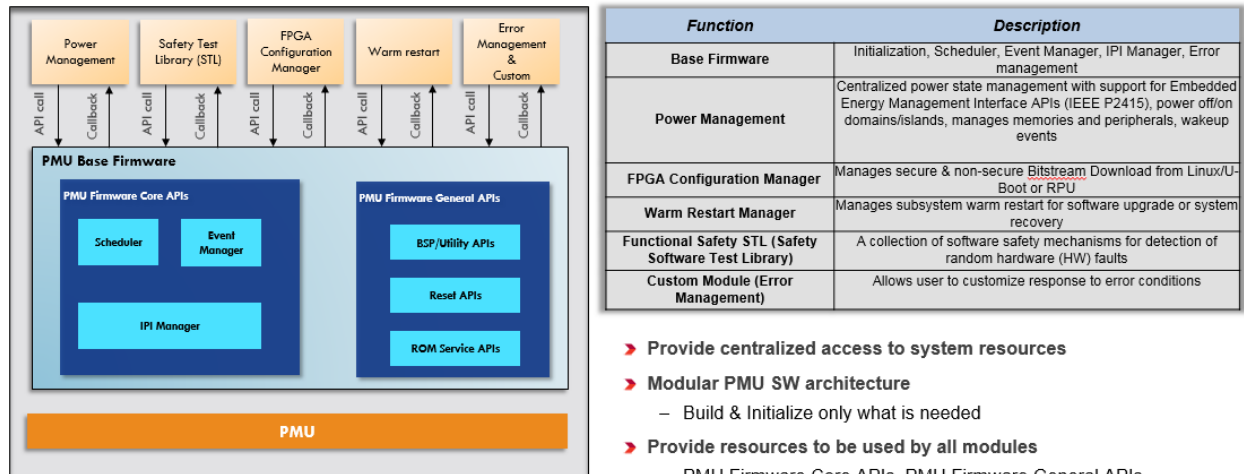 Power
Management
Safety Test
Library (STL)
FPGA
Configuration
Manager
Warm restart
Error
Management
&
Custom
API call
Callback
API call
Callback
API call
Callback
API call
Callback
API call
Callback
PMU Base Firmware
PMU Firmware Core APIs
Scheduler
Event
Manager
IPI Manager
PMU Firmware General APIs
BSP/Utility APIs
Reset APIs
ROM Service APIs
PMU
Function
Description
Base Firmware
Initialization, Scheduler, Event Manager, IPI Manager, Error
management
Power Management
Centralized power state management with support for Embedded
Energy Management Interface APIs (IEEE P2415), power off/on
domains/islands, manages memories and peripherals, wakeup
events
FPGA Configuration Manager
Manages secure & non-secure Bitstream Download from Linux/U-
Boot or RPU
Warm Restart Manager
Manages subsystem warm restart for software upgrade or system
recovery
Functional Safety STL (Safety
Software Test Library)
A collection of software safety mechanisms for detection of
random hardware (HW) faults
Custom Module (Error
Management)
Allows user to customize response to error conditions
Provide centralized access to system resources
Modular PMU SW architecture
– Build & Initialize only what is needed
Provide resources to be used by all modules
PMU Firmware Core APIs, PMU Firmware General APIs